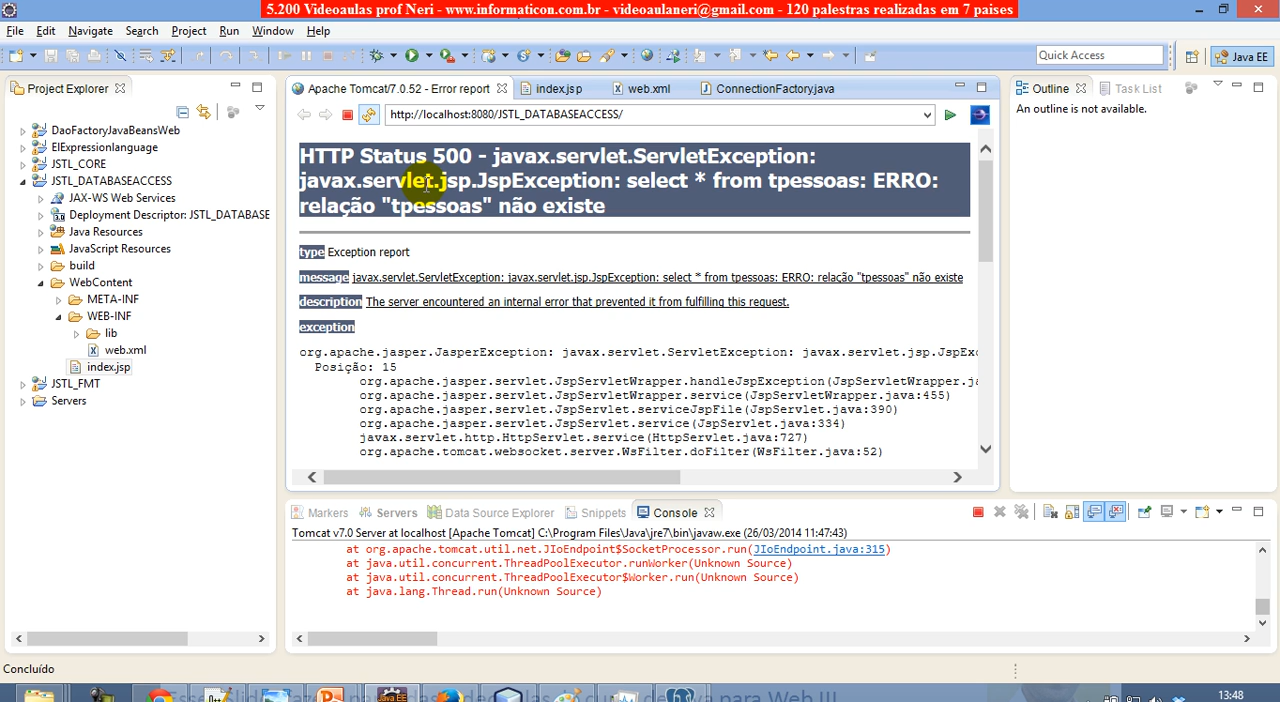 5.200 Videoaulas prof Neri - www.informaticon.com.br - videoaulaneri@gmail.com - 120 palestras realizadas em 7 paises
File Edit Navigate Search Project Run Window Help
Quick Access
Java EE
Project Explorer
DaoFactoryJavaBeansWeb
ElExpressionlanguage
JSTL_CORE
JSTL_DATABASEACCESS
JAX-WS Web Services
Deployment Descriptor: JSTL_DATABASE
Java Resources
JavaScript Resources
build
WebContent
META-INF
WEB-INF
lib
web.xml
index.jsp
JSTL_FMT
Servers
Apache Tomcat/7.0.52 - Error report index.jsp web.xml ConnectionFactory.java
http://localhost:8080/JSTL_DATABASEACCESS/
HTTP Status 500 - javax.servlet.ServletException:
javax.servlet.jsp.JspException: select * from tpessoas: ERRO:
relação "tpessoas" não existe
type Exception report
message javax.servlet.ServletException: javax.servlet.jsp.JspException: select * from tpessoas: ERRO: relação "tpessoas" não existe
description The server encountered an internal error that prevented it from fulfilling this request.
exception
org.apache.jasper.JasperException: javax.servlet.ServletException: javax.servlet.jsp.JspExc
Posição: 15
org.apache.jasper.servlet.JspServletWrapper.handleJspException(JspServletWrapper.ja
org.apache.jasper.servlet.JspServletWrapper.service(JspServletWrapper.java:455)
org.apache.jasper.servlet.JspServlet.serviceJspFile(JspServlet.java:390)
org.apache.jasper.servlet.JspServlet.service(JspServlet.java:334)
javax.servlet.http.HttpServlet.service(HttpServlet.java:727)
org.apache.tomcat.websocket.server.WsFilter.doFilter(WsFilter.java:52)
Outline Task List
An outline is not available.
Markers Servers Data Source Explorer Snippets Console
Tomcat v7.0 Server at localhost [Apache Tomcat] C:\Program Files\Java\jre7\bin\javaw.exe (26/03/2014 11:47:43)
at org.apache.tomcat.util.net.JIoEndpoint$SocketProcessor.run(JIoEndpoint.java:315)
at java.util.concurrent.ThreadPoolExecutor.runWorker(Unknown Source)
at java.util.concurrent.ThreadPoolExecutor$Worker.run(Unknown Source)
at java.lang.Thread.run(Unknown Source)
Concluído
13:48